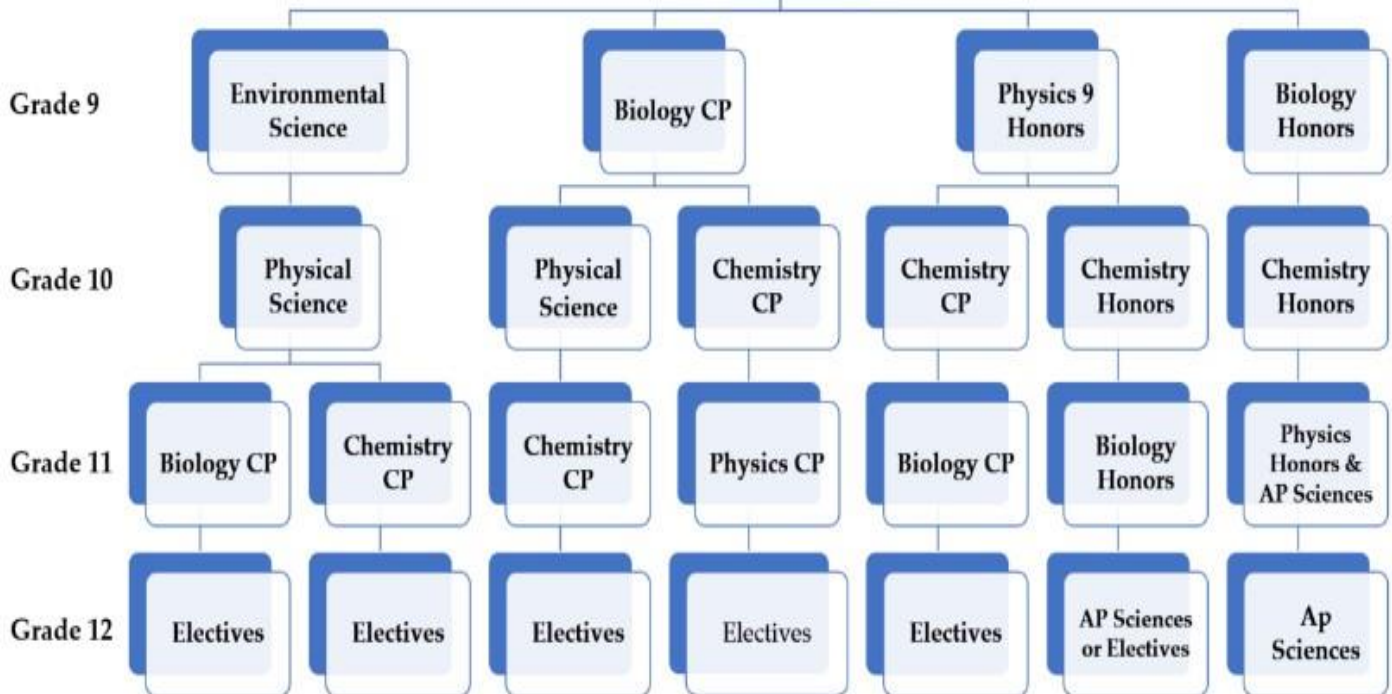 Grade 9
Environmental
Science
Biology CP
Physics 9
Honors
Biology
Honors
Grade 10
Physical
Science
Physical
Science
Chemistry
CP
Chemistry
CP
Chemistry
Honors
Chemistry
Honors
Grade 11
Biology CP
Chemistry
CP
Chemistry
CP
Physics CP
Biology CP
Biology
Honors
Physics
Honors &
AP Sciences
Grade 12
Electives
Electives
Electives
Electives
Electives
AP Sciences
or Electives
Ap
Sciences